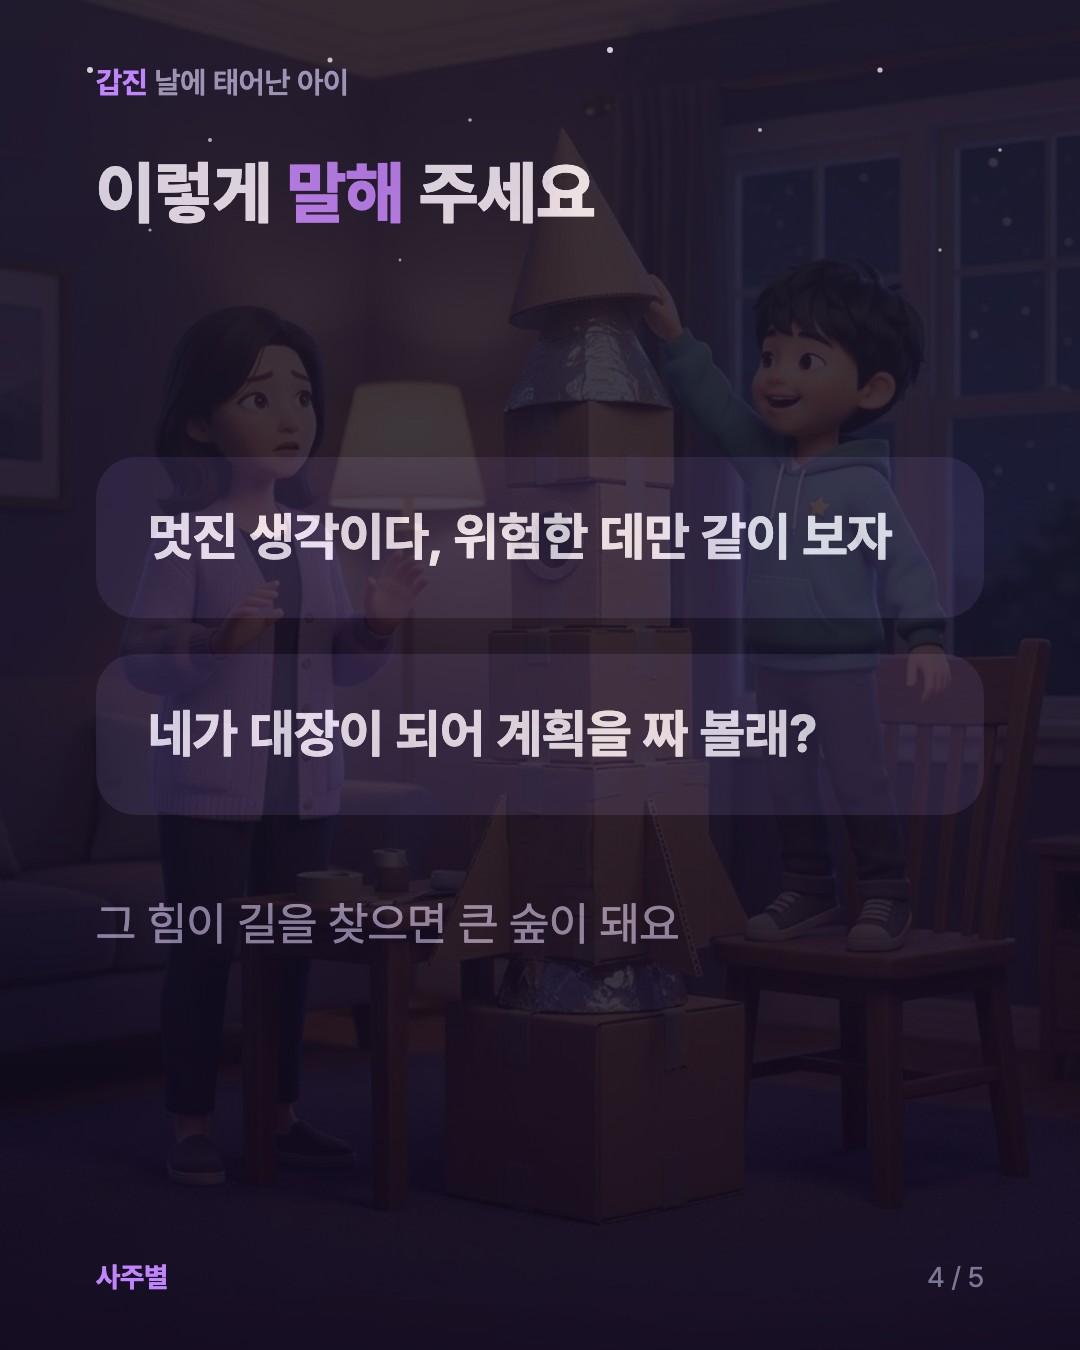 갑진 날에 태어난 아이
이렇게 말해 주세요
멋진 생각이다, 위험한 데만 같이 보자
네가 대장이 되어 계획을 짜 볼래?
그 힘이 길을 찾으면 큰 숲이 돼요
사주별
4 / 5